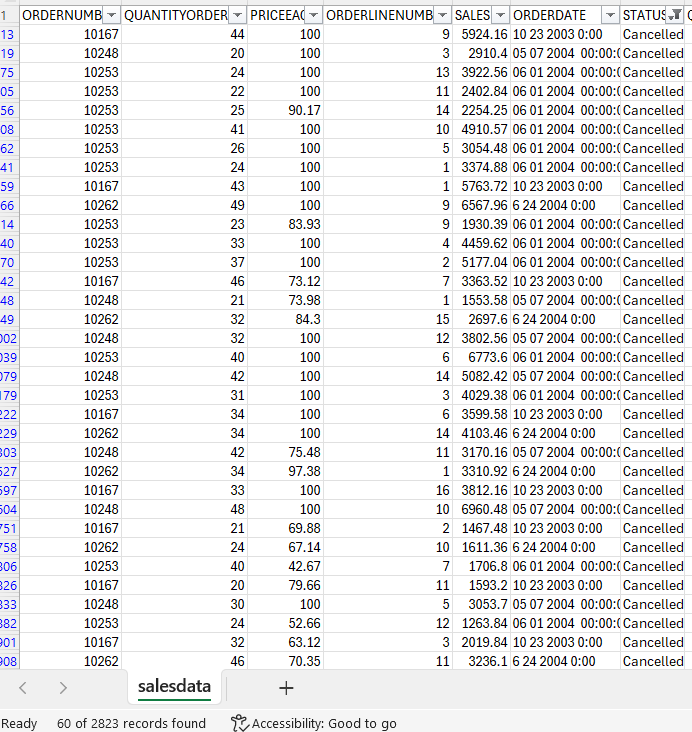 1 ORDERNUMB QUANTITYORDER PRICEEAC ORDERLINENUMB SALES ORDERDATE STATUS
13 10167 44 100 9 5924.16 10 23 2003 0:00 Cancelled
19 10248 20 100 3 2910.4 05 07 2004 00:00:0 Cancelled
75 10253 24 100 13 3922.56 06 01 2004 00:00:0 Cancelled
05 10253 22 100 11 2402.84 06 01 2004 00:00:0 Cancelled
56 10253 25 90.17 14 2254.25 06 01 2004 00:00:0 Cancelled
08 10253 41 100 10 4910.57 06 01 2004 00:00:0 Cancelled
62 10253 26 100 5 3054.48 06 01 2004 00:00:0 Cancelled
41 10253 24 100 1 3374.88 06 01 2004 00:00:0 Cancelled
59 10167 43 100 1 5763.72 10 23 2003 0:00 Cancelled
66 10262 49 100 9 6567.96 6 24 2004 0:00 Cancelled
14 10253 23 83.93 9 1930.39 06 01 2004 00:00:0 Cancelled
40 10253 33 100 4 4459.62 06 01 2004 00:00:0 Cancelled
70 10253 37 100 2 5177.04 06 01 2004 00:00:0 Cancelled
42 10167 46 73.12 7 3363.52 10 23 2003 0:00 Cancelled
48 10248 21 73.98 1 1553.58 05 07 2004 00:00:0 Cancelled
49 10262 32 84.3 15 2697.6 6 24 2004 0:00 Cancelled
002 10248 32 100 12 3802.56 05 07 2004 00:00:0 Cancelled
039 10253 40 100 6 6773.6 06 01 2004 00:00:0 Cancelled
079 10248 42 100 14 5082.42 05 07 2004 00:00:0 Cancelled
179 10253 31 100 3 4029.38 06 01 2004 00:00:0 Cancelled
222 10167 34 100 6 3599.58 10 23 2003 0:00 Cancelled
229 10262 34 100 14 4103.46 6 24 2004 0:00 Cancelled
303 10248 42 75.48 11 3170.16 05 07 2004 00:00:0 Cancelled
527 10262 34 97.38 1 3310.92 6 24 2004 0:00 Cancelled
597 10167 33 100 16 3812.16 10 23 2003 0:00 Cancelled
604 10248 48 100 10 6960.48 05 07 2004 00:00:0 Cancelled
751 10167 21 69.88 2 1467.48 10 23 2003 0:00 Cancelled
758 10262 24 67.14 10 1611.36 6 24 2004 0:00 Cancelled
806 10253 40 42.67 7 1706.8 06 01 2004 00:00:0 Cancelled
826 10167 20 79.66 11 1593.2 10 23 2003 0:00 Cancelled
833 10248 30 100 5 3053.7 05 07 2004 00:00:0 Cancelled
882 10253 24 52.66 12 1263.84 06 01 2004 00:00:0 Cancelled
901 10167 32 63.12 3 2019.84 10 23 2003 0:00 Cancelled
908 10262 46 70.35 11 3236.1 6 24 2004 0:00 Cancelled
salesdata
Ready 60 of 2823 records found Accessibility: Good to go